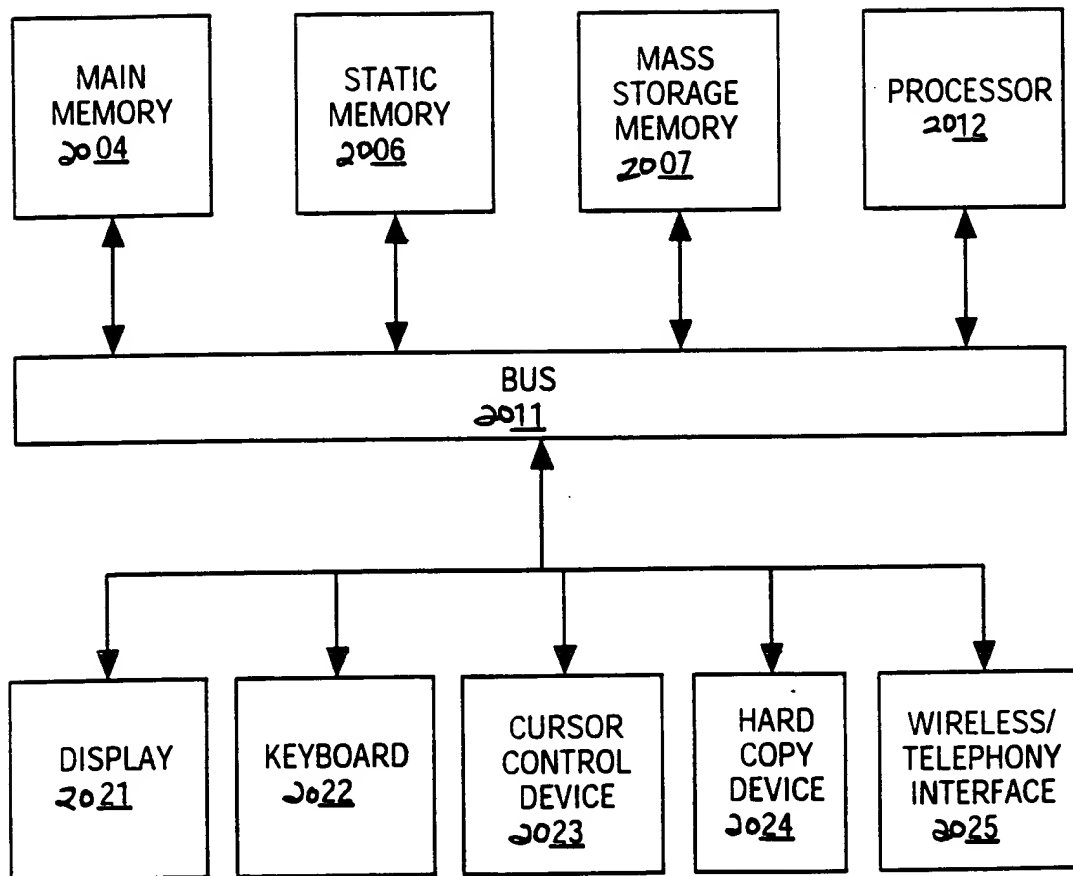 MAIN
MEMORY
2004
STATIC
MEMORY
2006
MASS
STORAGE
MEMORY
2007
PROCESSOR
2012
BUS
2011
DISPLAY
2021
KEYBOARD
2022
CURSOR
CONTROL
DEVICE
2023
HARD
COPY
DEVICE
2024
WIRELESS/
TELEPHONY
INTERFACE
2025